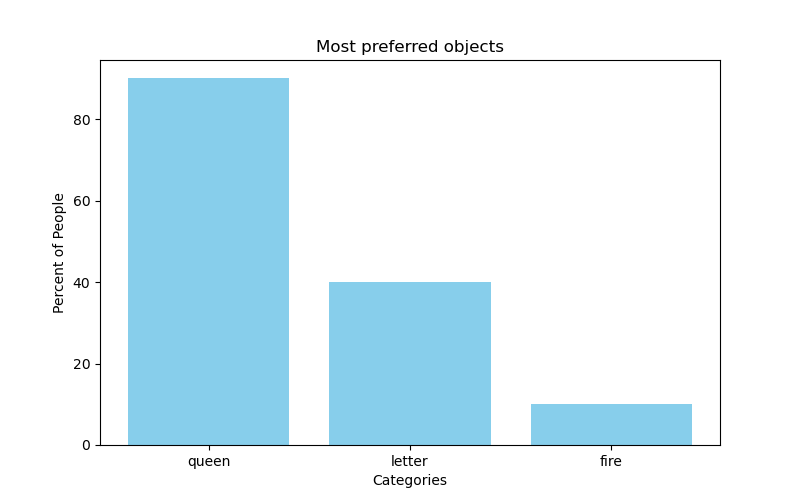 Most preferred objects
Percent of People
80
60
40
20
0
queen letter fire
Categories